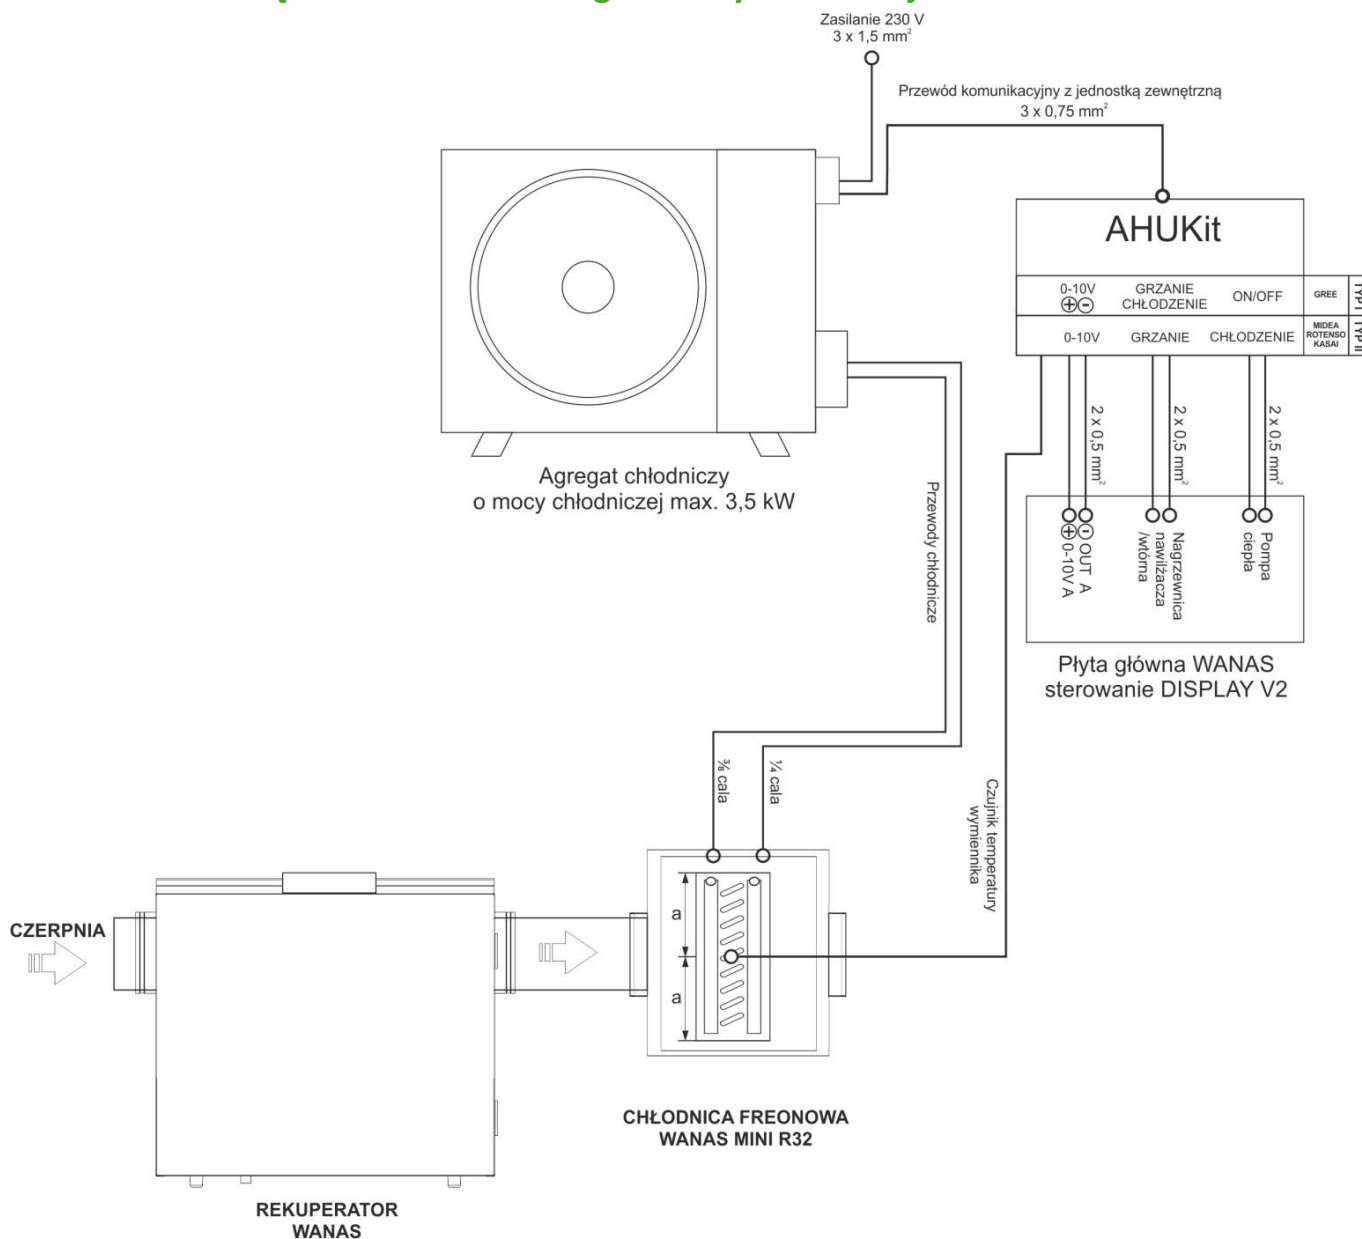 Zasilanie 230 V
3 x 1,5 mm²
Przewód komunikacyjny z jednostką zewnętrzną
3 x 0,75 mm²
AHUKit
0-10V
⊕⊖
GRZANIE
CHŁODZENIE
ON/OFF
GREE
TYP I
0-10V
GRZANIE
CHŁODZENIE
MIDEA
ROTENSO
KASAI
TYP II
2 x 0,5 mm²
2 x 0,5 mm²
2 x 0,5 mm²
⊖ OUT A
⊕ 0-10V A
Nagrzewnica
nawilżacza
/wtórna
Pompa
ciepła
Płyta główna WANAS
sterowanie DISPLAY V2
Agregat chłodniczy
o mocy chłodniczej max. 3,5 kW
Przewody chłodnicze
⅜ cala
¼ cala
Czujnik temperatury
wymiennika
a
a
CZERPNIA
CHŁODNICA FREONOWA
WANAS MINI R32
REKUPERATOR
WANAS